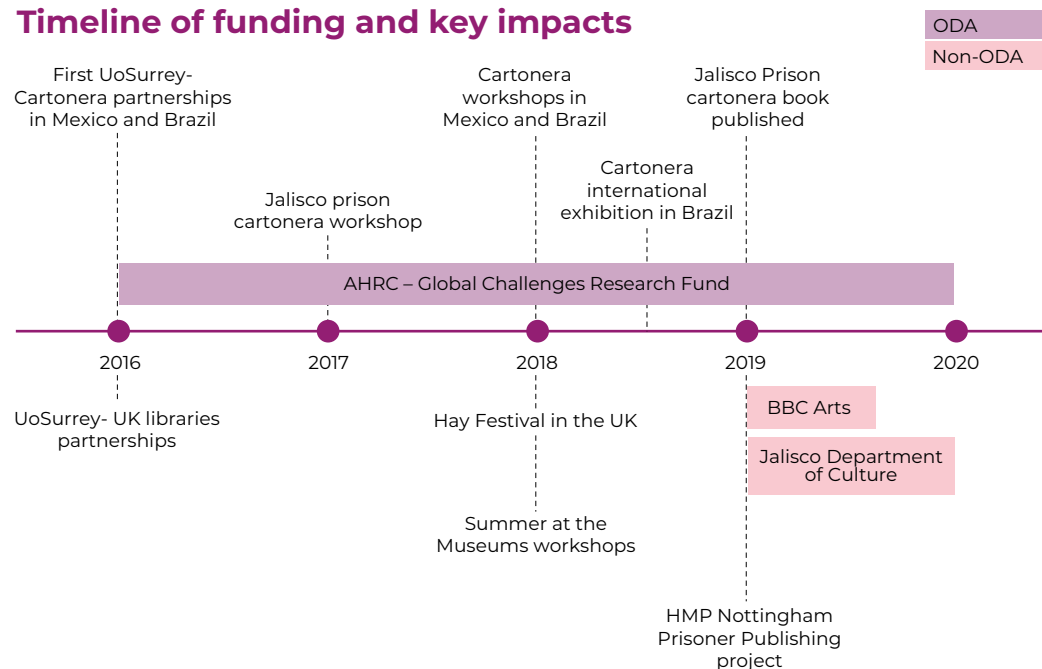 Timeline of funding and key impacts
ODA
Non-ODA
First UoSurrey-
Cartonera partnerships
in Mexico and Brazil
Cartonera
workshops in
Mexico and Brazil
Jalisco Prison
cartonera book
published
Jalisco prison
cartonera workshop
Cartonera
international
exhibition in Brazil
AHRC – Global Challenges Research Fund
2016
2017
2018
2019
2020
UoSurrey- UK libraries
partnerships
Hay Festival in the UK
BBC Arts
Jalisco Department
of Culture
Summer at the
Museums workshops
HMP Nottingham
Prisoner Publishing
project